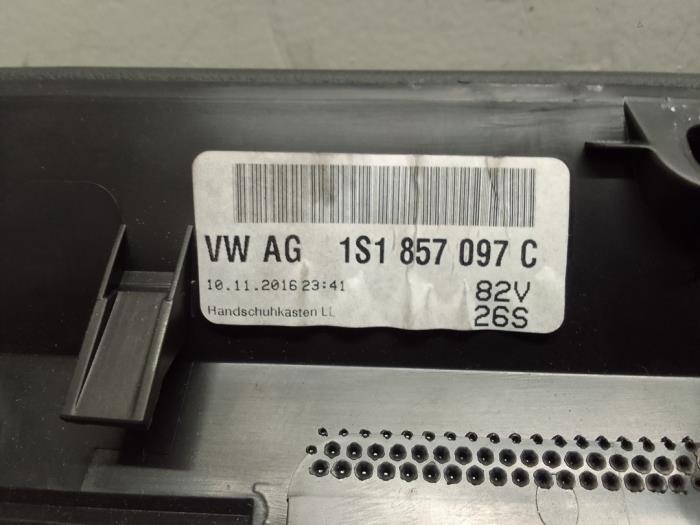 VW AG 1S1 857 097 C
10.11.2016 23:41
82V
Handschuhkasten LL
26S